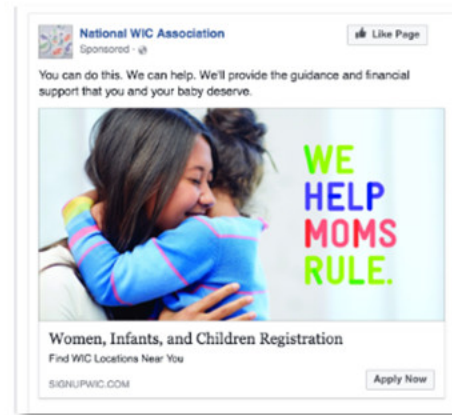 National WIC Association
Like Page
Sponsored ·
You can do this. We can help. We'll provide the guidance and financial
support that you and your baby deserve.
WE
HELP
MOMS
RULE.
Women, Infants, and Children Registration
Find WIC Locations Near You
SIGNUPWIC.COM
Apply Now